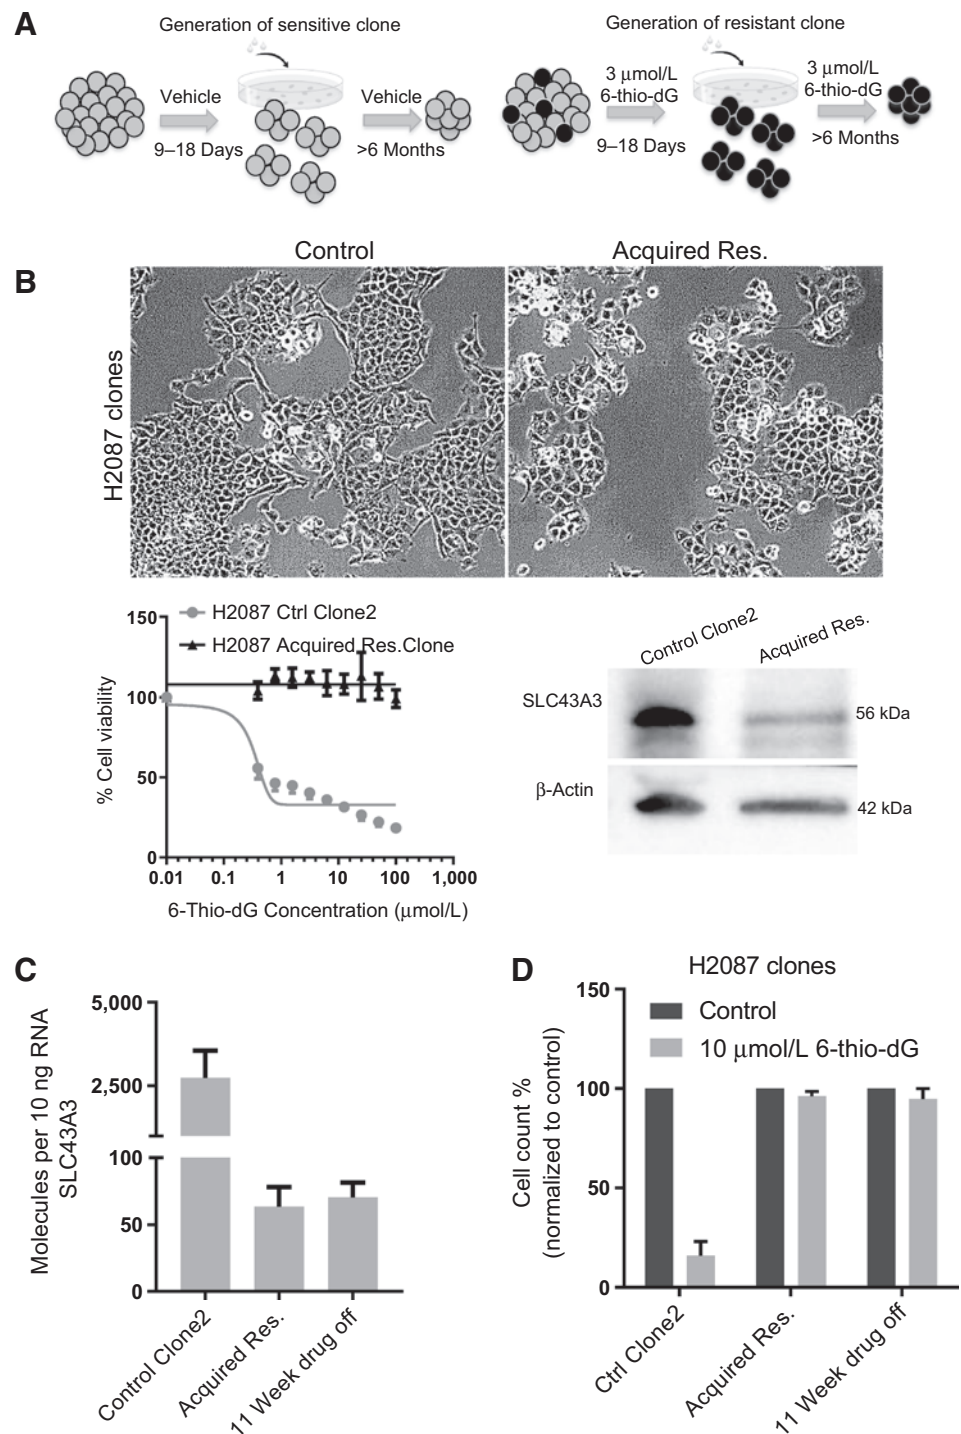 A
Generation of sensitive clone
Vehicle
9–18 Days
Vehicle
>6 Months
Generation of resistant clone
3 μmol/L
6-thio-dG
9–18 Days
3 μmol/L
6-thio-dG
>6 Months
B
Control
Acquired Res.
H2087 clones
H2087 Ctrl Clone2
H2087 Acquired Res.Clone
% Cell viability
150
100
50
0
0.01
0.1
1
10
100
1,000
6-Thio-dG Concentration (μmol/L)
Control Clone2
Acquired Res.
SLC43A3
56 kDa
β-Actin
42 kDa
C
Molecules per 10 ng RNA
SLC43A3
5,000
2,500
100
50
0
Control Clone2
Acquired Res.
11 Week drug off
D
H2087 clones
Control
10 μmol/L 6-thio-dG
Cell count %
(normalized to control)
150
100
50
0
Ctrl Clone2
Acquired Res.
11 Week drug off